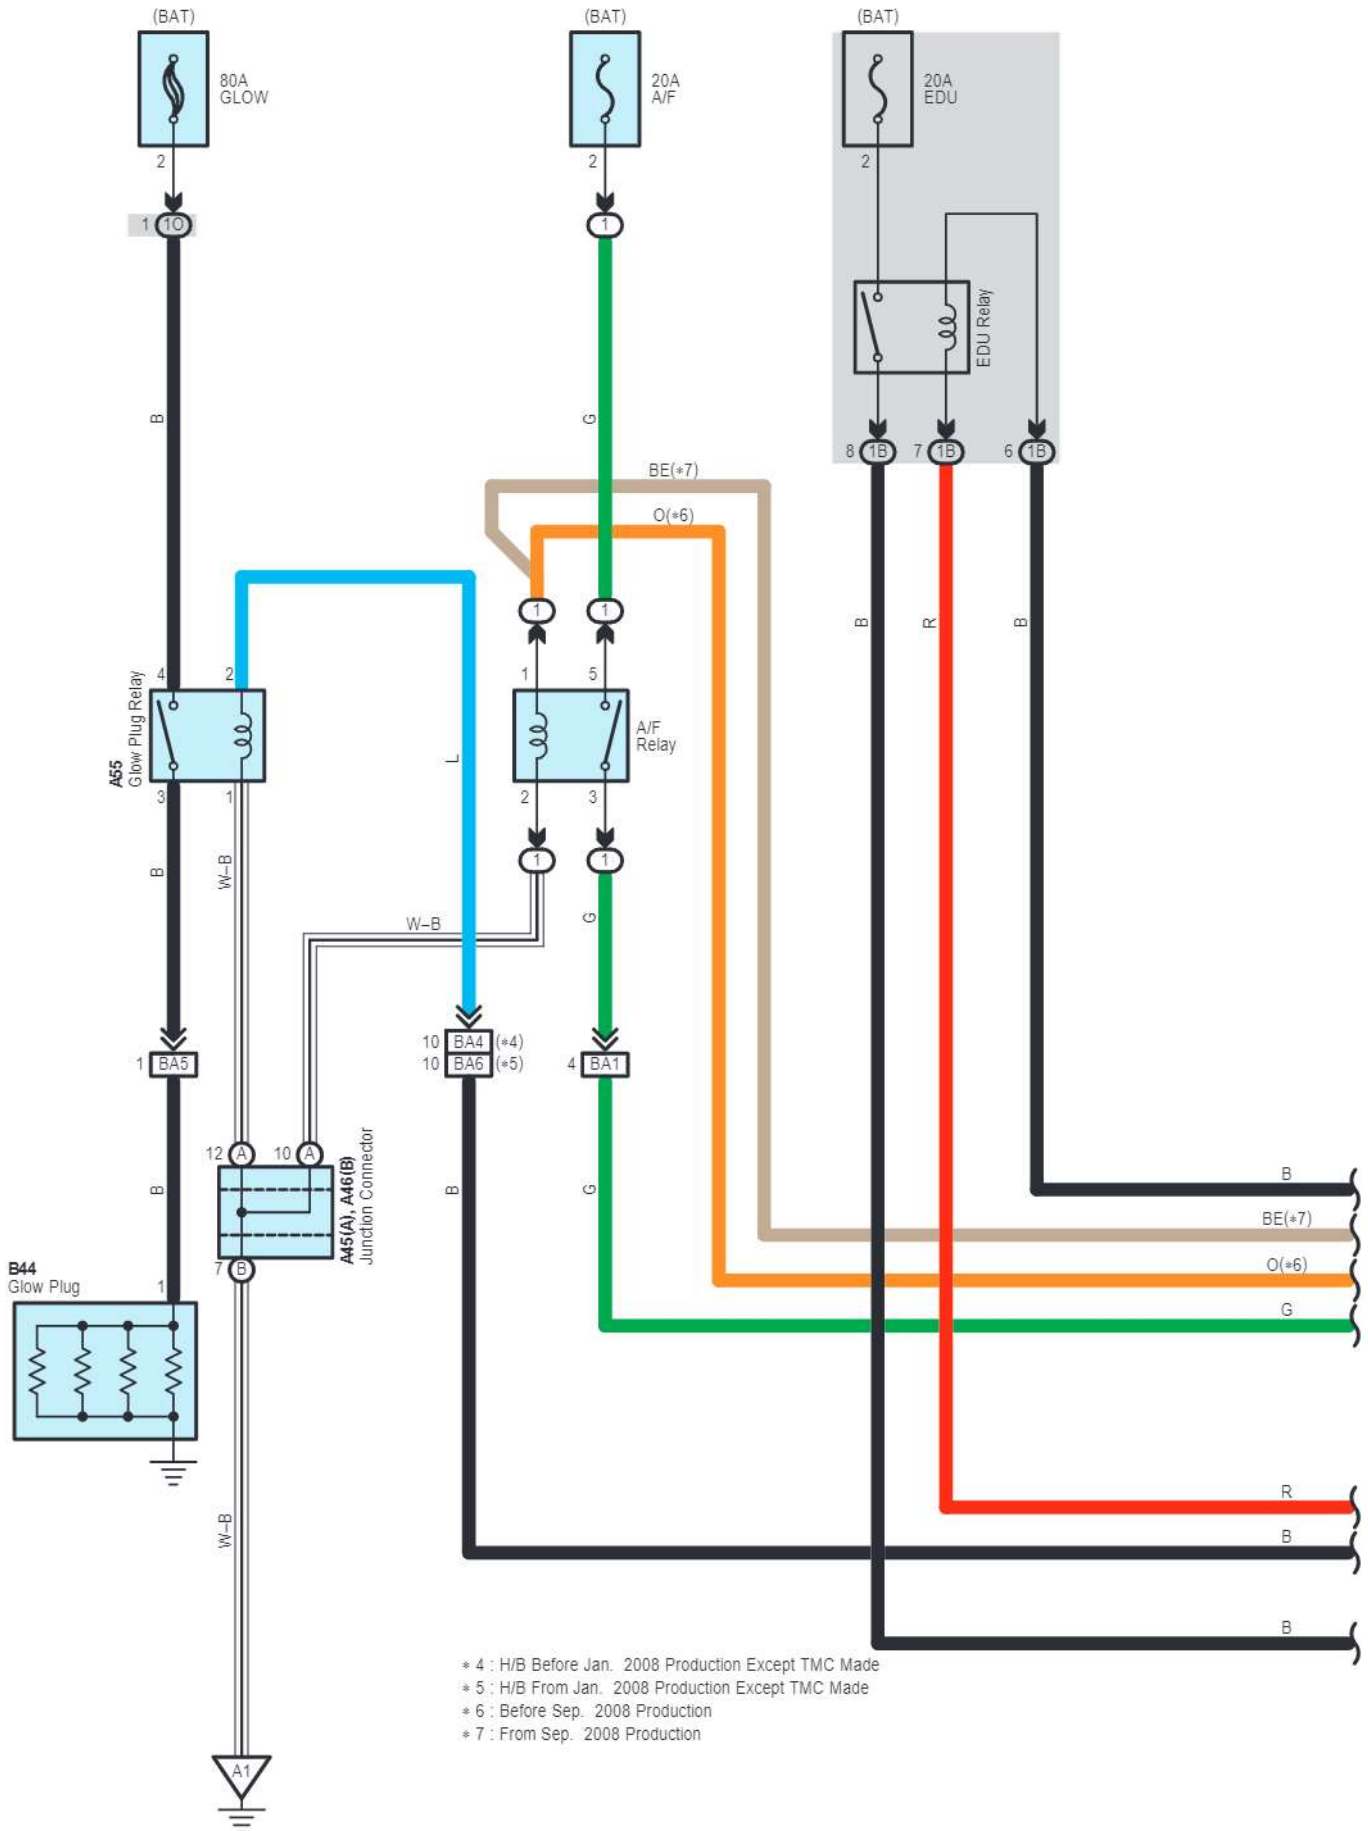 (BAT)
(BAT)
(BAT)
80A
GLOW
20A
A/F
20A
EDU
2
2
2
1 1O
1
EDU Relay
B
G
8 1B
7 1B
6 1B
BE(*7)
O(*6)
1
1
B
R
B
4
2
1
5
A55
Glow Plug Relay
A/F
Relay
L
3
1
2
3
1
1
B
W–B
G
W–B
10 BA4 (*4)
10 BA6 (*5)
1 BA5
4 BA1
12 A
10 A
A45(A), A46(B)
Junction Connector
B
B
G
B
BE(*7)
O(*6)
G
7 B
B44
Glow Plug
1
R
B
W–B
B
* 4 : H/B Before Jan. 2008 Production Except TMC Made
* 5 : H/B From Jan. 2008 Production Except TMC Made
* 6 : Before Sep. 2008 Production
* 7 : From Sep. 2008 Production
A1